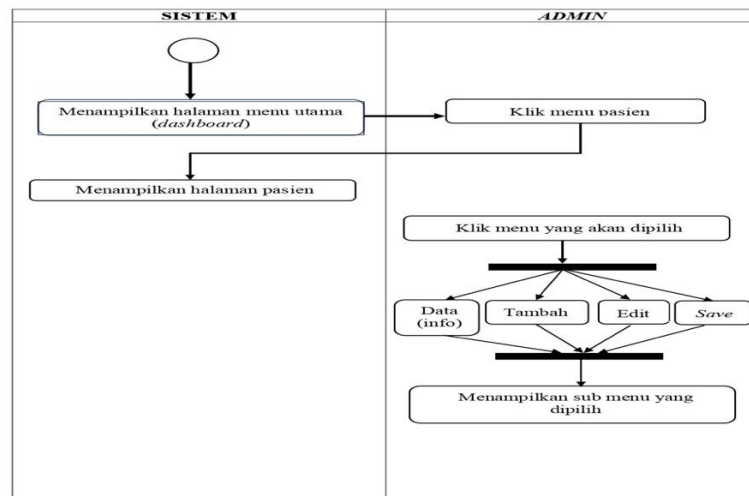 SISTEM
ADMIN
Menampilkan halaman menu utama
(dashboard)
Klik menu pasien
Menampilkan halaman pasien
Klik menu yang akan dipilih
Data
(info)
Tambah
Edit
Save
Menampilkan sub menu yang
dipilih